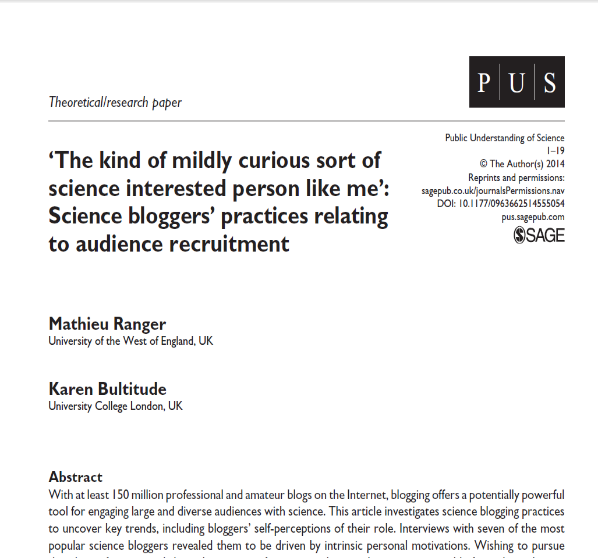 PUS
Theoretical/research paper
Public Understanding of Science
1–19
© The Author(s) 2014
Reprints and permissions:
sagepub.co.uk/journalsPermissions.nav
DOI: 10.1177/0963662514555054
pus.sagepub.com
SAGE
‘The kind of mildly curious sort of
science interested person like me’:
Science bloggers’ practices relating
to audience recruitment
Mathieu Ranger
University of the West of England, UK
Karen Bultitude
University College London, UK
Abstract
With at least 150 million professional and amateur blogs on the Internet, blogging offers a potentially powerful
tool for engaging large and diverse audiences with science. This article investigates science blogging practices
to uncover key trends, including bloggers’ self-perceptions of their role. Interviews with seven of the most
popular science bloggers revealed them to be driven by intrinsic personal motivations. Wishing to pursue